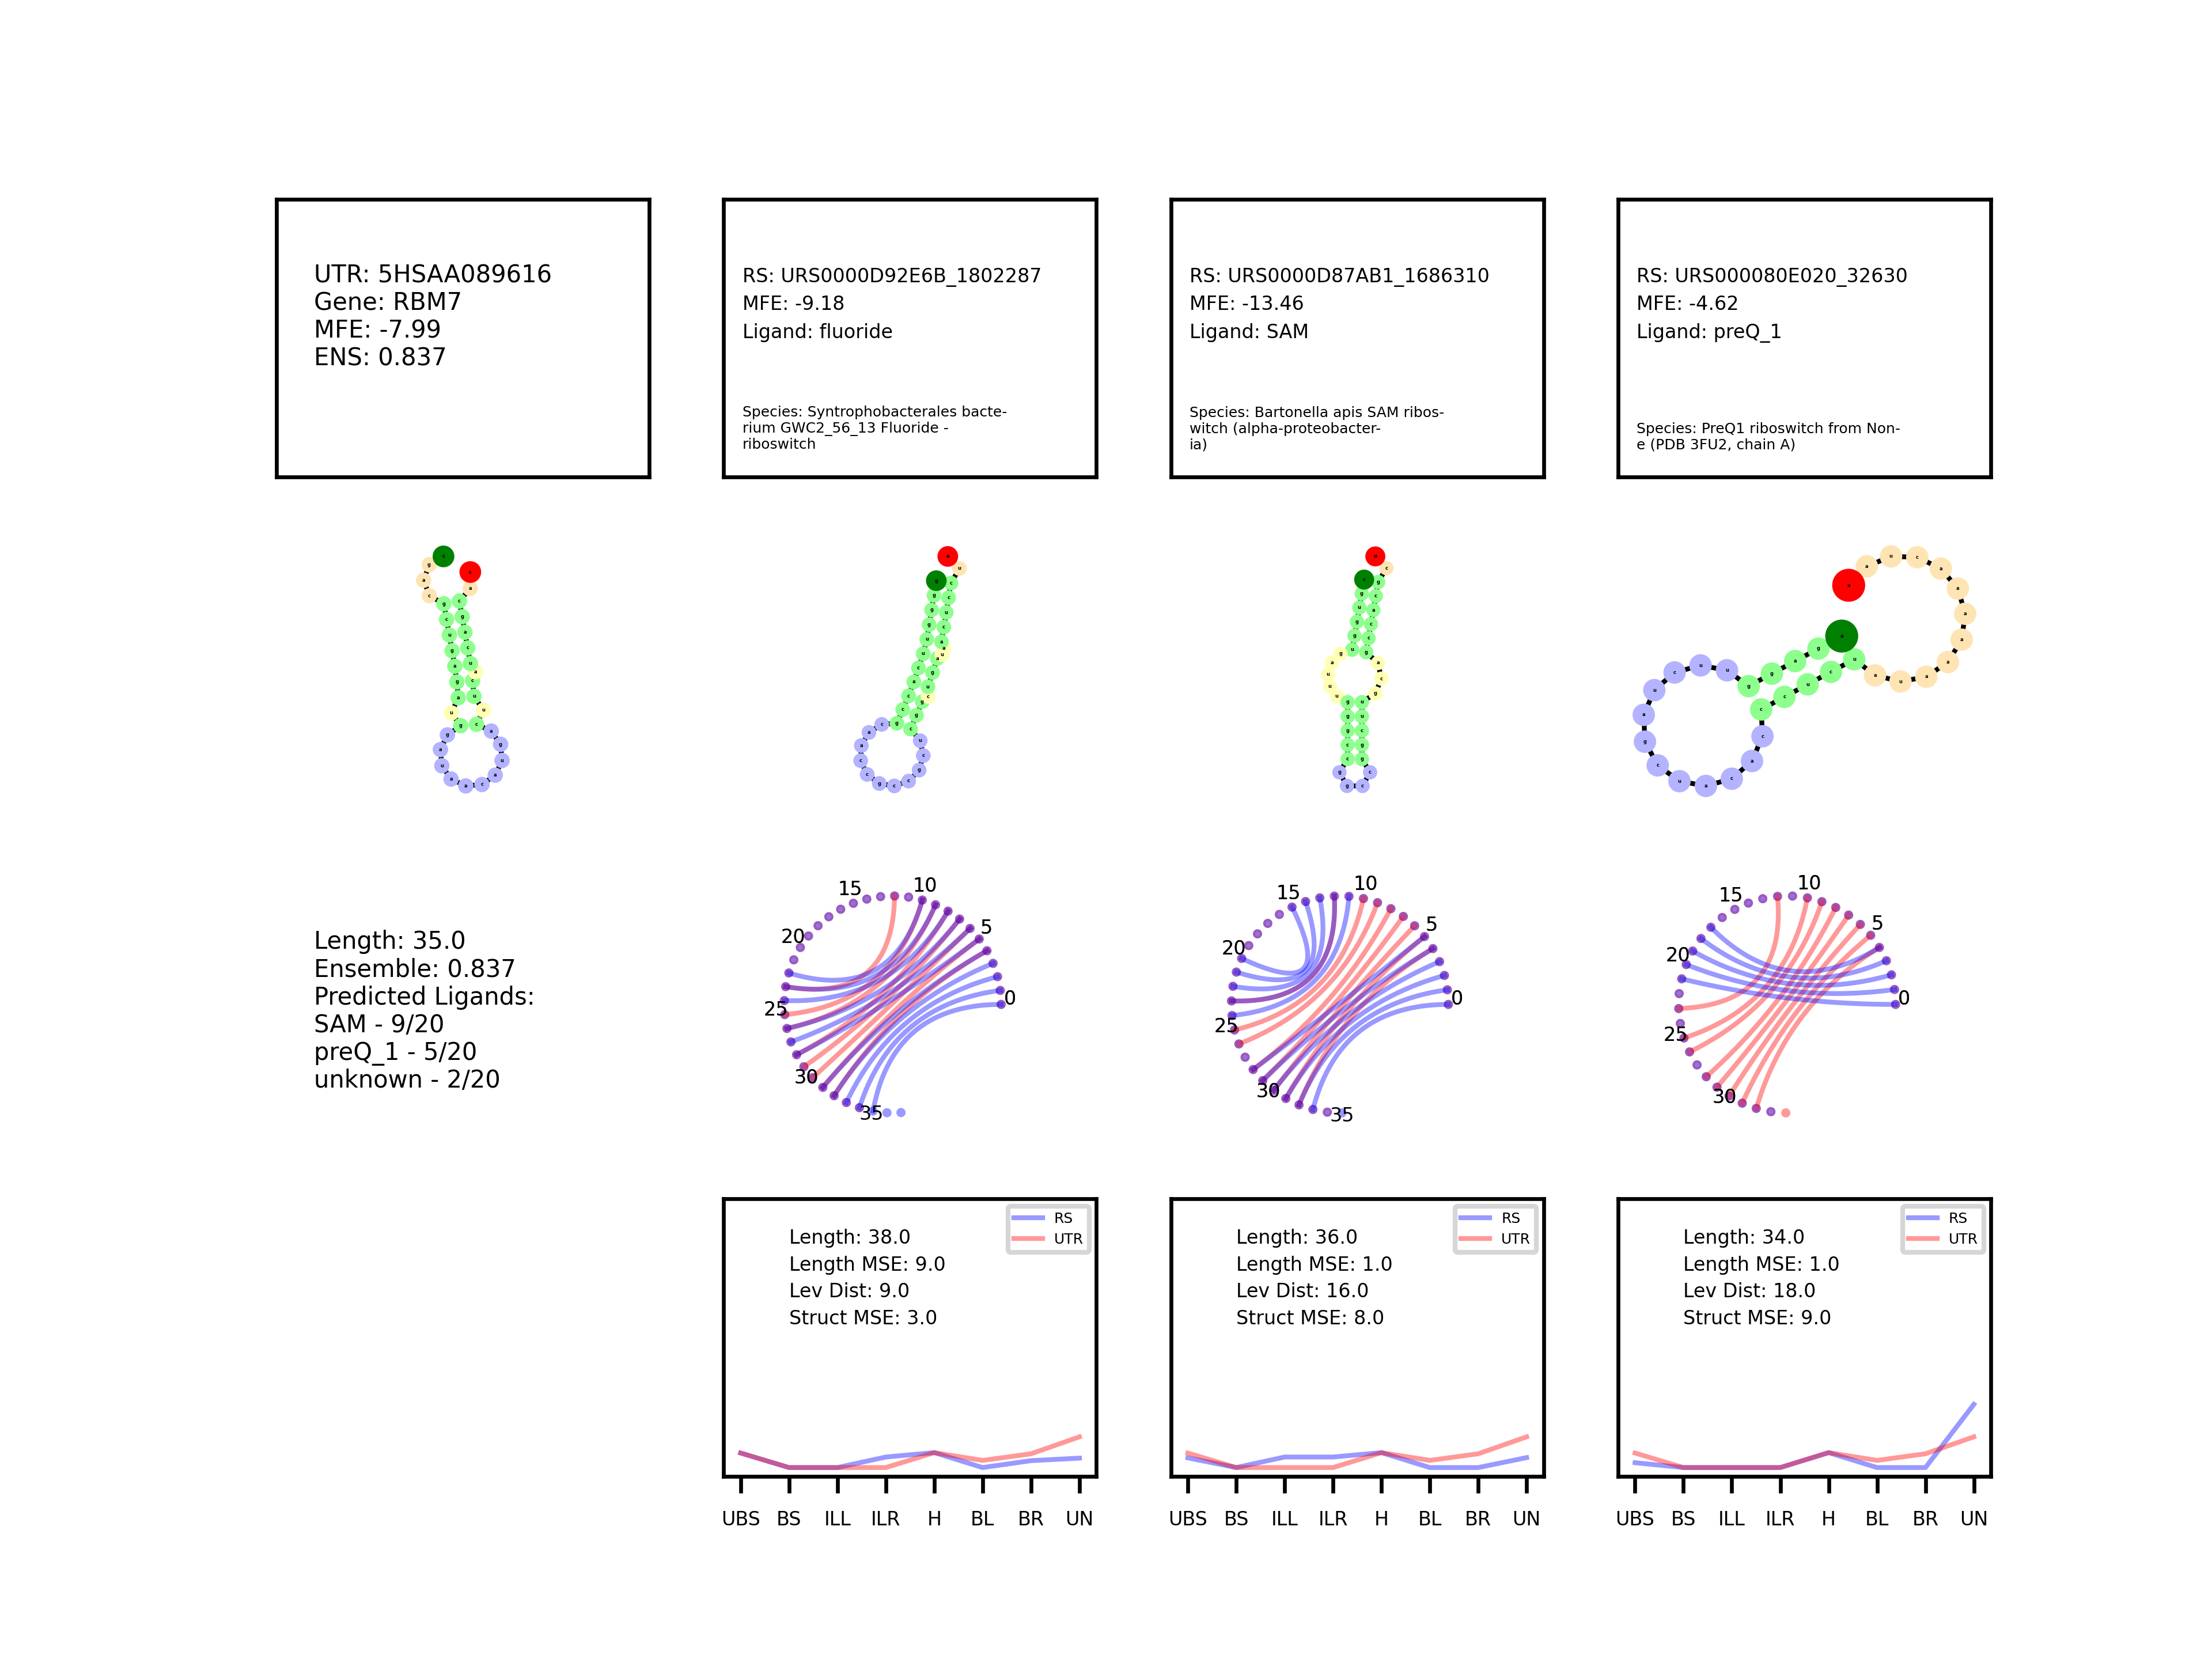 UTR: 5HSAA089616
Gene: RBM7
MFE: -7.99
ENS: 0.837
RS: URS0000D92E6B_1802287
MFE: -9.18
Ligand: fluoride
Species: Syntrophobacterales bacte-
rium GWC2_56_13 Fluoride -
riboswitch
RS: URS0000D87AB1_1686310
MFE: -13.46
Ligand: SAM
Species: Bartonella apis SAM ribos-
witch (alpha-proteobacter-
ia)
RS: URS000080E020_32630
MFE: -4.62
Ligand: preQ_1
Species: PreQ1 riboswitch from Non-
e (PDB 3FU2, chain A)
Length: 35.0
Ensemble: 0.837
Predicted Ligands:
SAM - 9/20
preQ_1 - 5/20
unknown - 2/20
0
5
10
15
20
25
30
35
0
5
10
15
20
25
30
35
0
5
10
15
20
25
30
RS
UTR
Length: 38.0
Length MSE: 9.0
Lev Dist: 9.0
Struct MSE: 3.0
UBS BS ILL ILR H BL BR UN
RS
UTR
Length: 36.0
Length MSE: 1.0
Lev Dist: 16.0
Struct MSE: 8.0
UBS BS ILL ILR H BL BR UN
RS
UTR
Length: 34.0
Length MSE: 1.0
Lev Dist: 18.0
Struct MSE: 9.0
UBS BS ILL ILR H BL BR UN